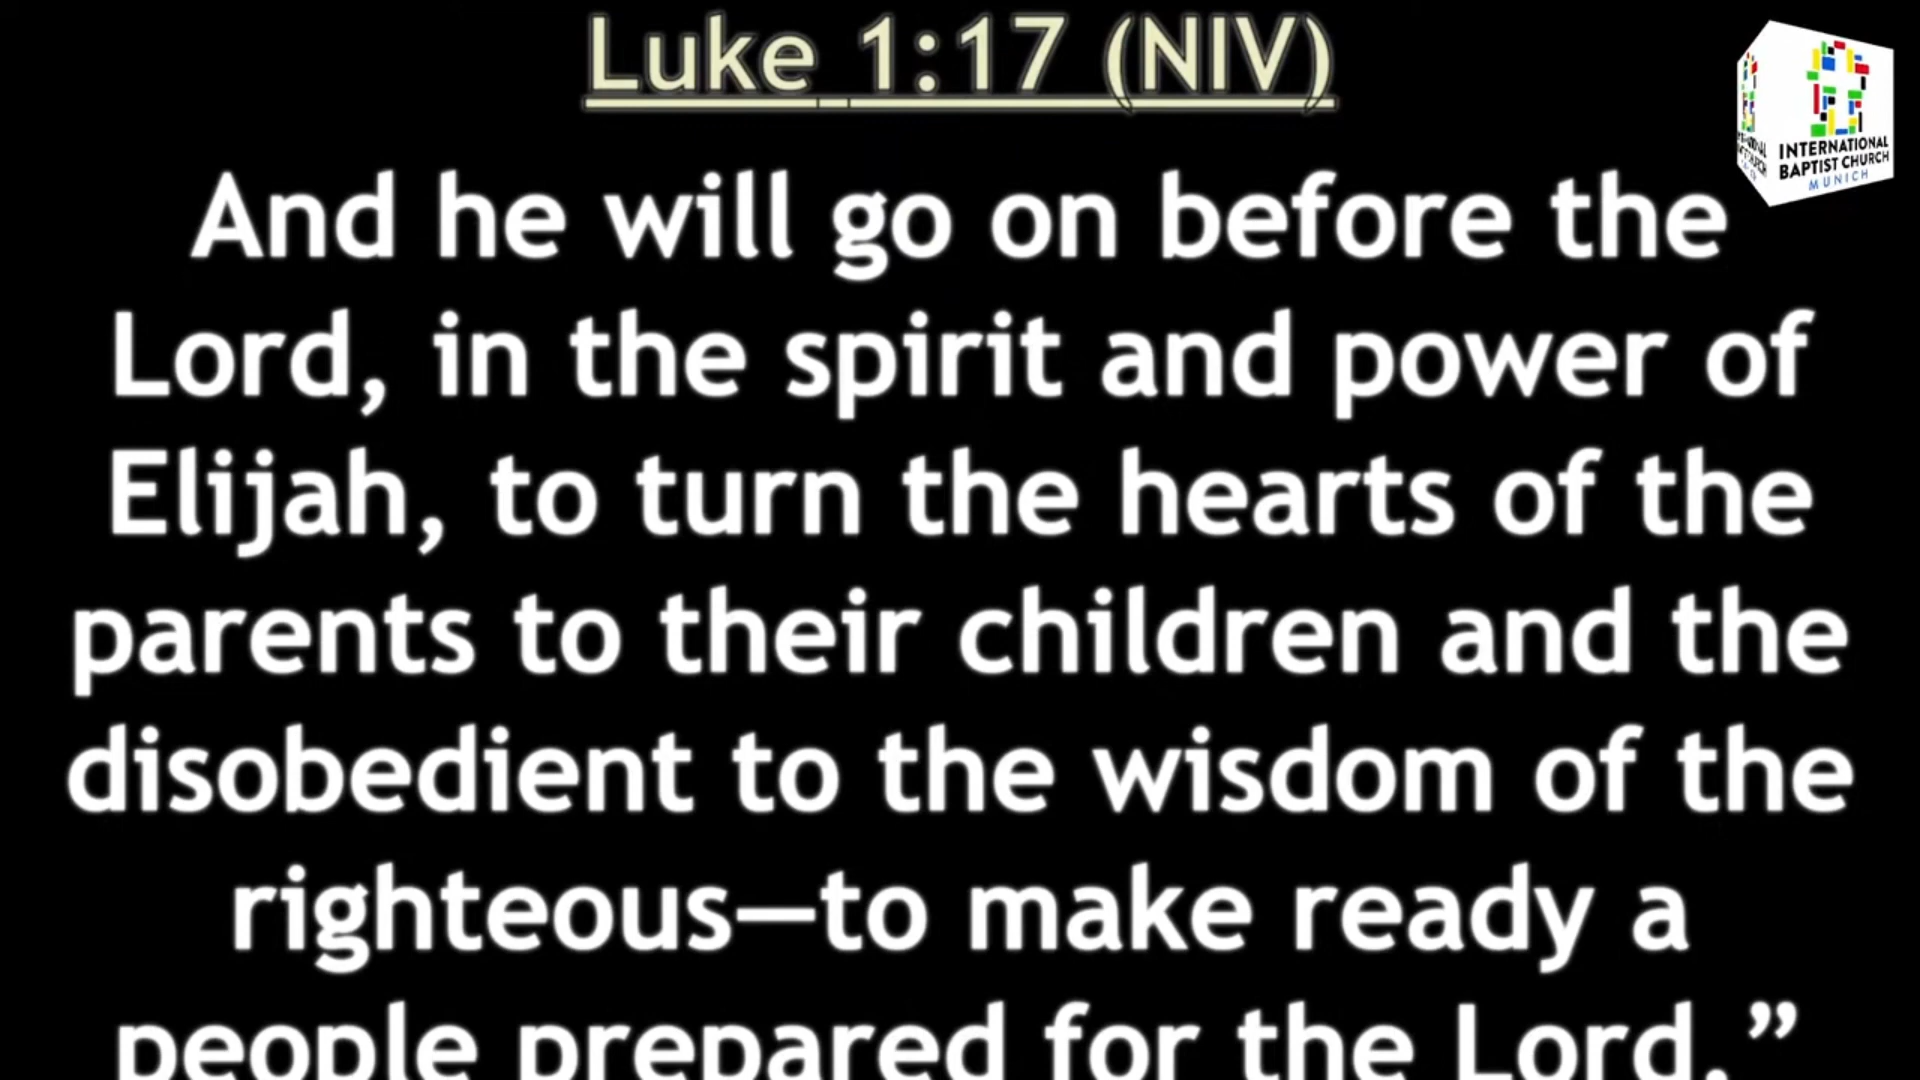 Luke 1:17 (NIV)
And he will go on before the
Lord, in the spirit and power of
Elijah, to turn the hearts of the
parents to their children and the
disobedient to the wisdom of the
righteous—to make ready a
people prepared for the Lord.”
INTERNATIONAL
BAPTIST CHURCH
MUNICH